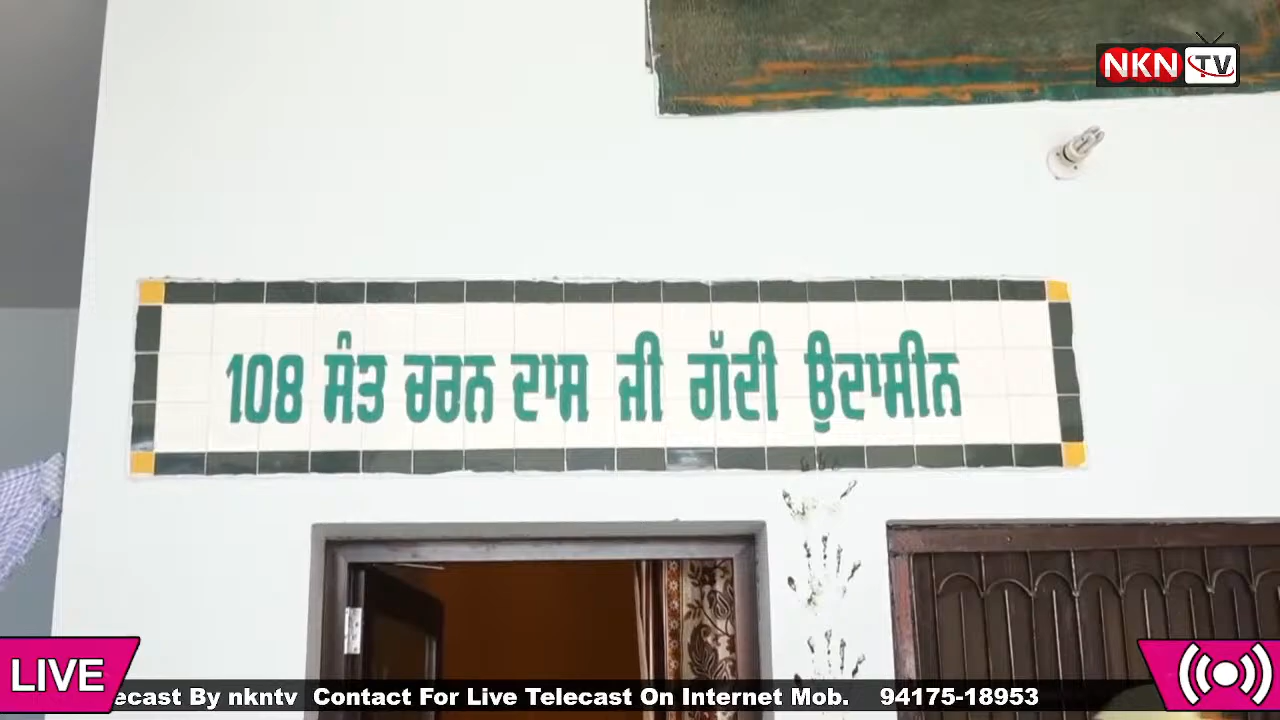 NKN TV
108 ਸੰਤ ਚਰਨ ਦਾਸ ਜੀ ਗੱਦੀ ਉਦਾਸੀਨ
LIVE
ecast By nkntv Contact For Live Telecast On Internet Mob. 94175-18953